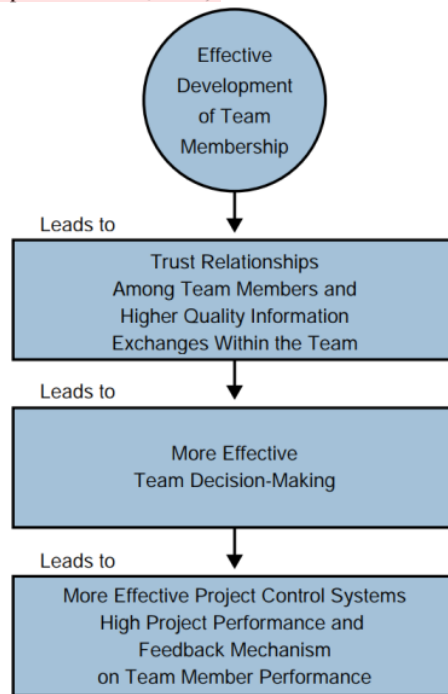 Effective
Development
of Team
Membership
Leads to
Trust Relationships
Among Team Members and
Higher Quality Information
Exchanges Within the Team
Leads to
More Effective
Team Decision-Making
Leads to
More Effective Project Control Systems
High Project Performance and
Feedback Mechanism
on Team Member Performance